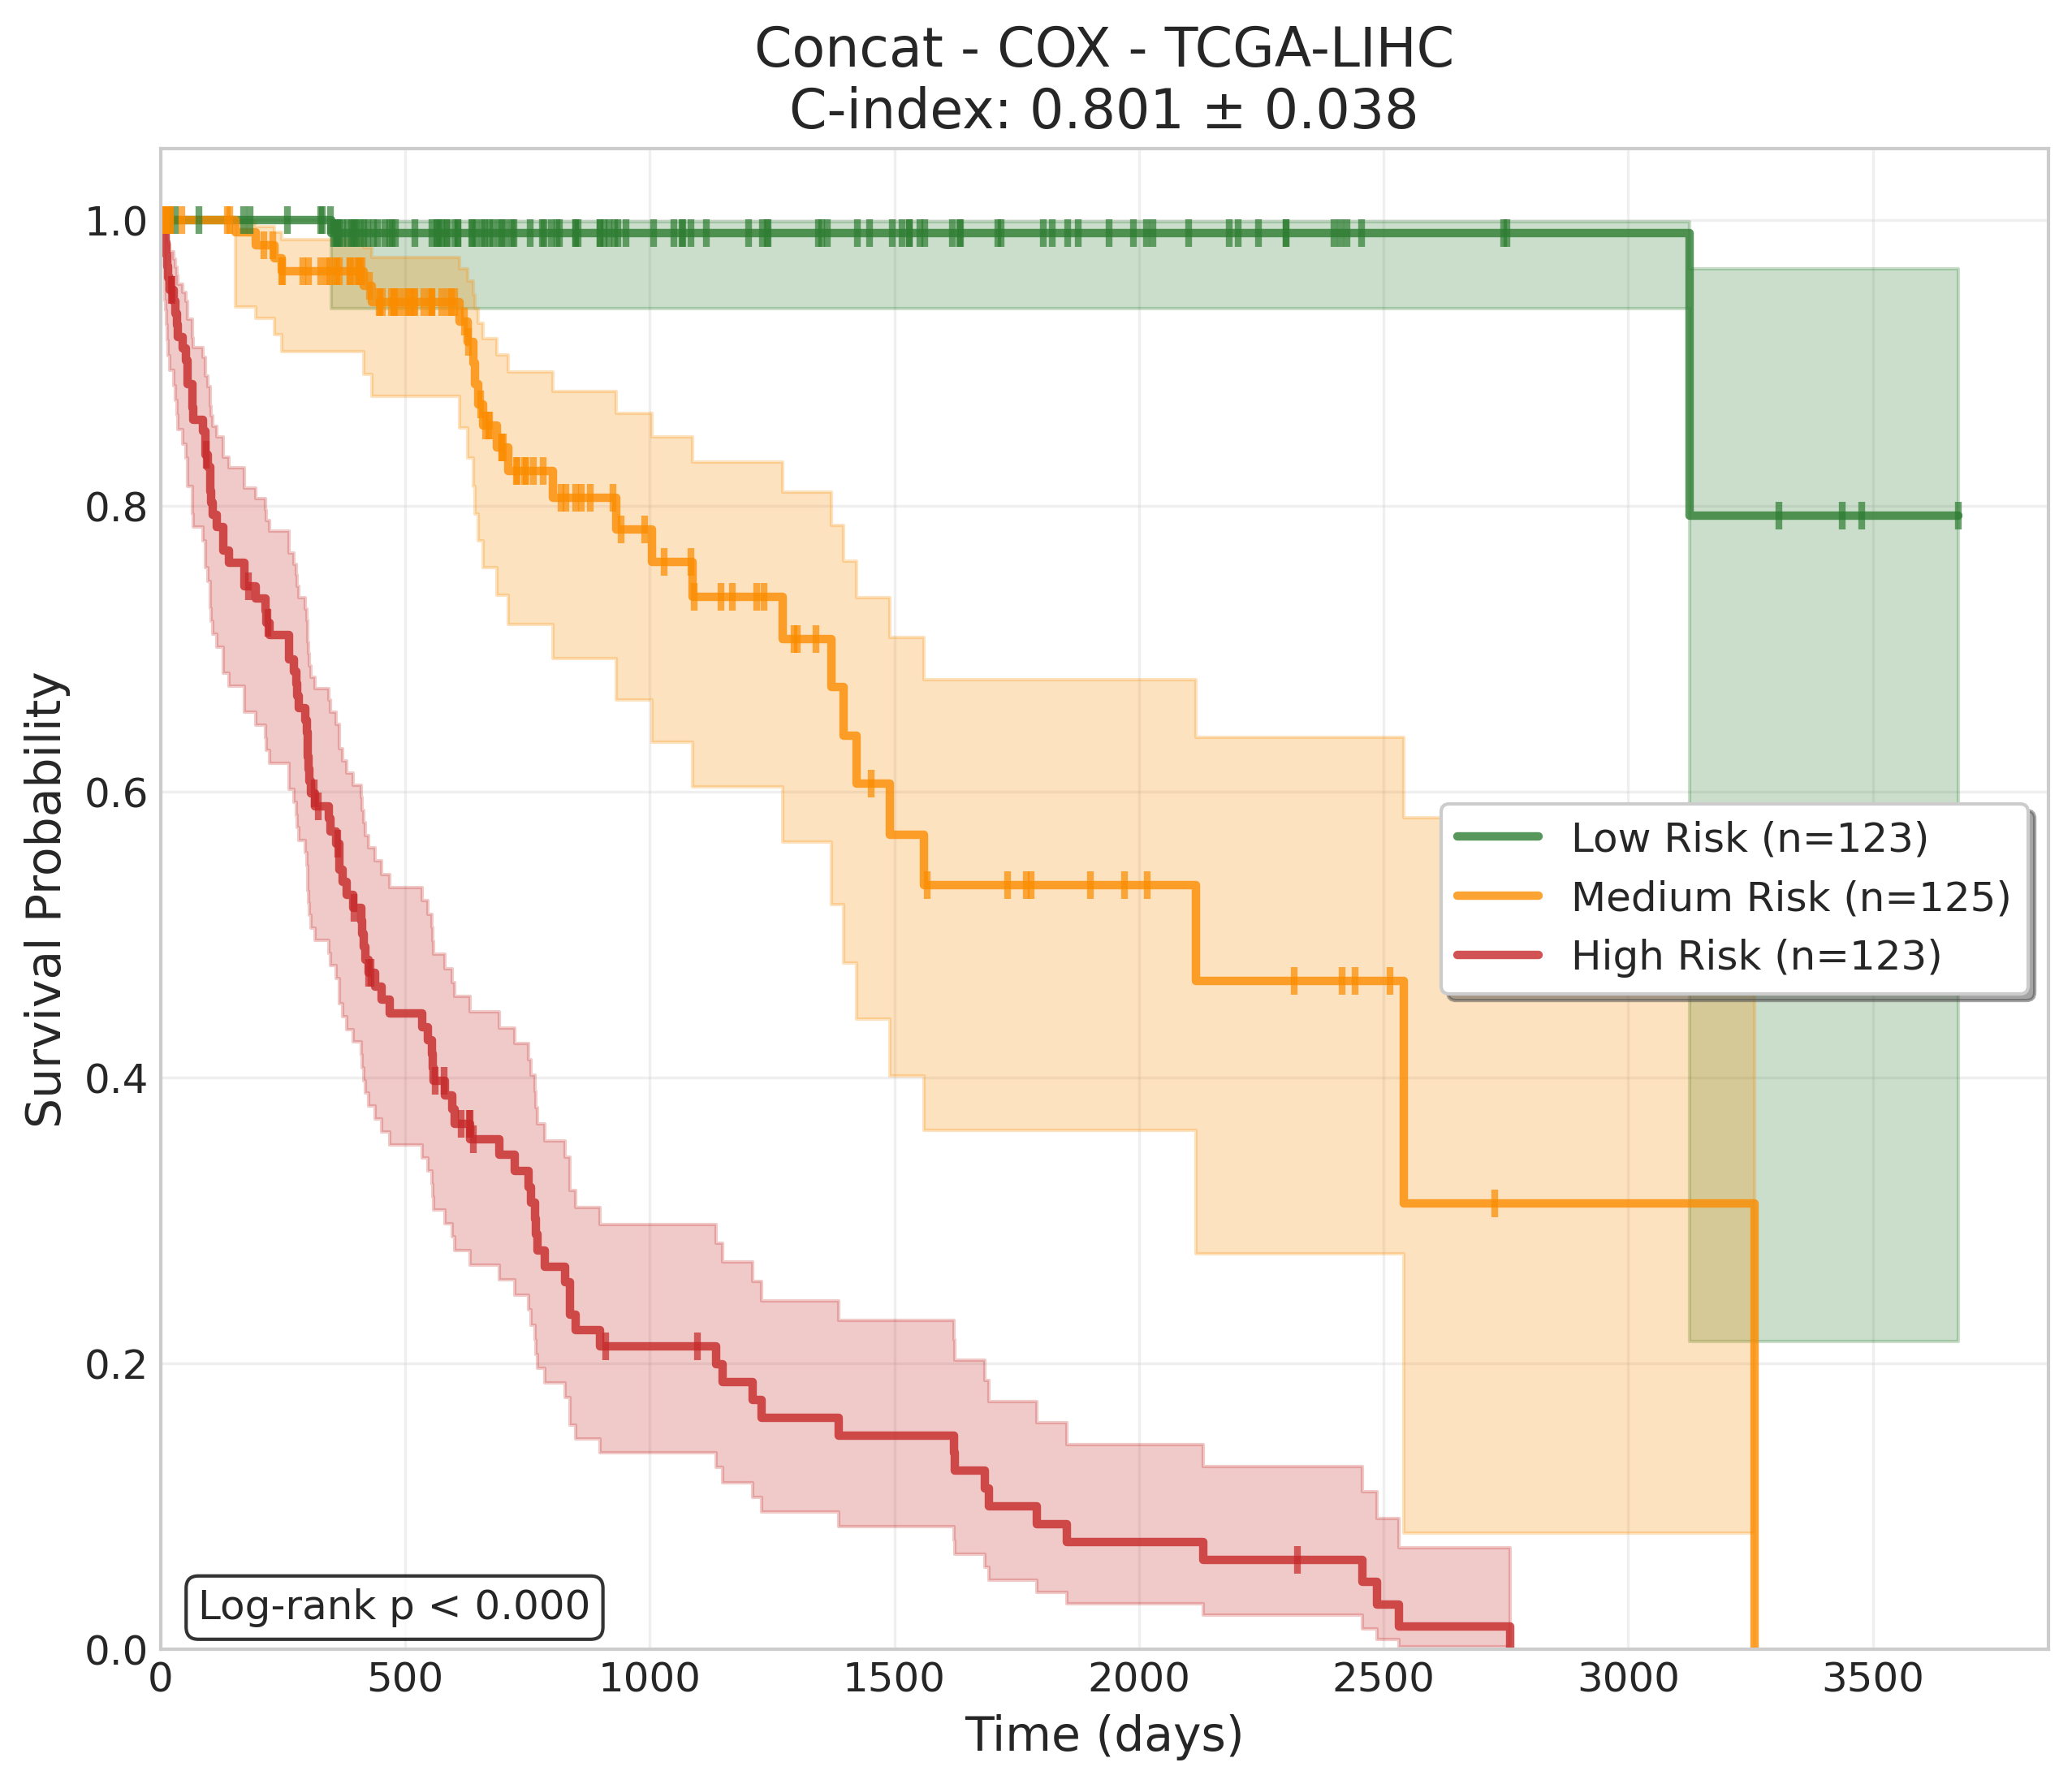 Concat - COX - TCGA-LIHC
C-index: 0.801 ± 0.038
Survival Probability
1.0
0.8
0.6
0.4
0.2
0.0
Low Risk (n=123)
Medium Risk (n=125)
High Risk (n=123)
Log-rank p < 0.000
0 500 1000 1500 2000 2500 3000 3500
Time (days)